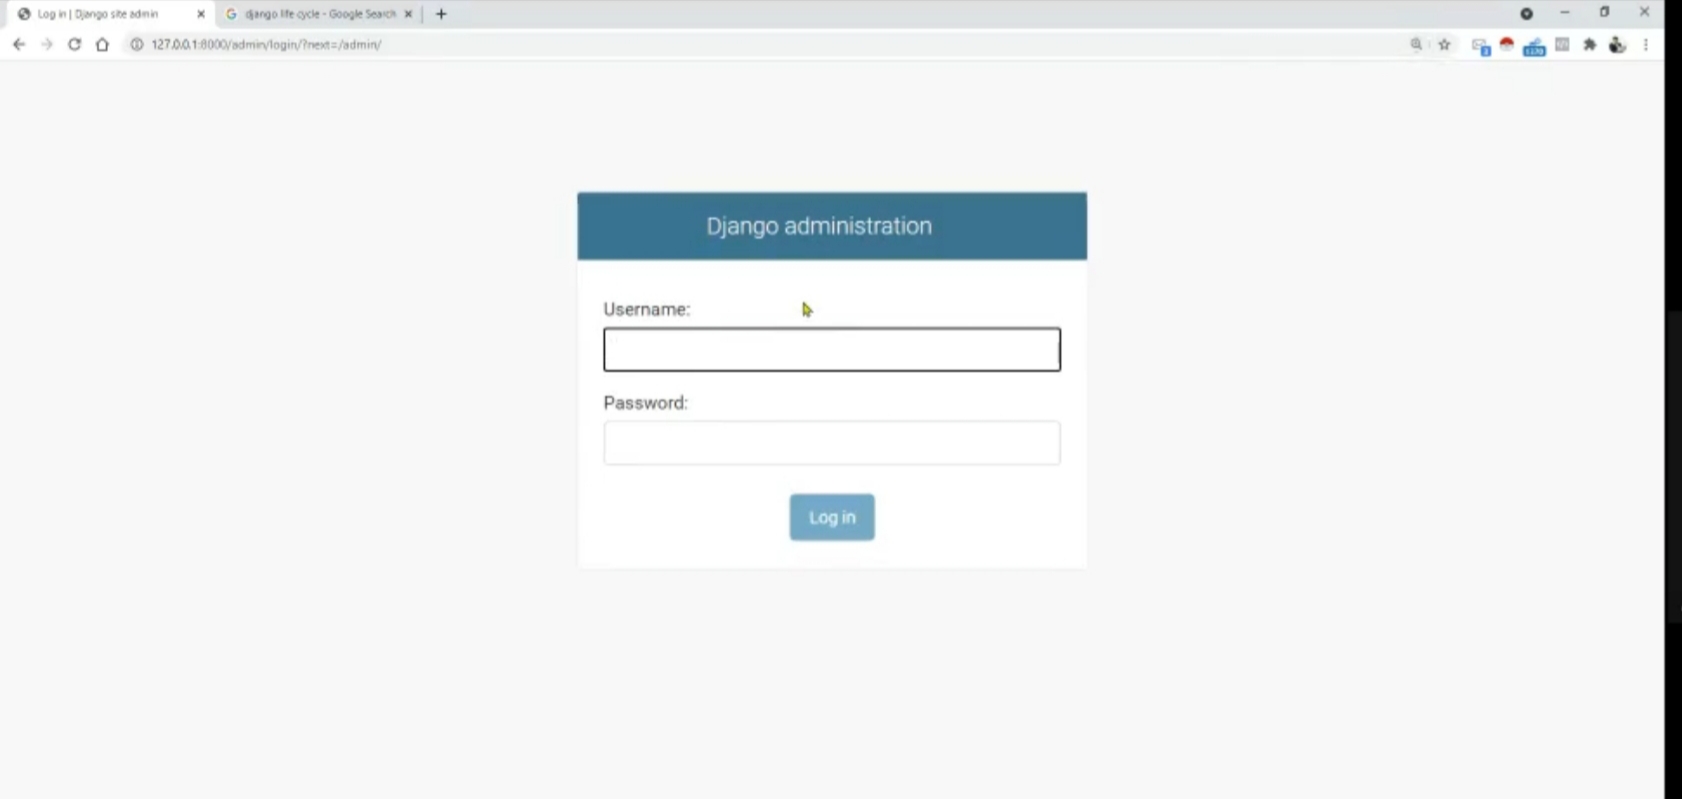 Log in | Django site admin
django life cycle - Google Search
127.0.0.1:8000/admin/login/?next=/admin/
Django administration
Username:
Password:
Log in